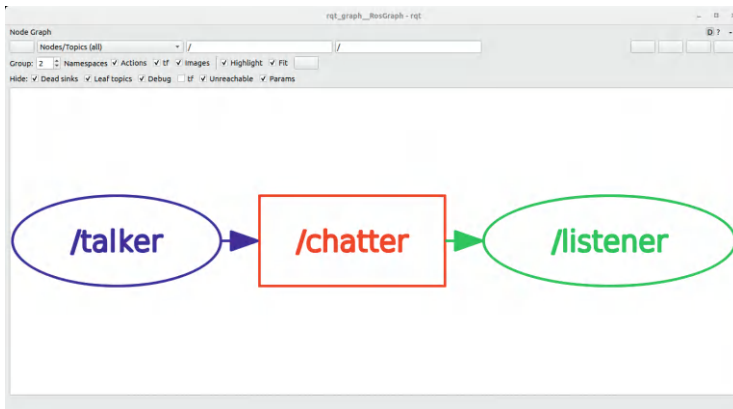 rqt_graph__RosGraph - rqt
Node Graph
D ? -
Nodes/Topics (all) / /
Group: 2 Namespaces ✓ Actions ✓ tf ✓ Images ✓ Highlight ✓ Fit
Hide: ✓ Dead sinks ✓ Leaf topics ✓ Debug tf ✓ Unreachable ✓ Params
/talker /chatter /listener